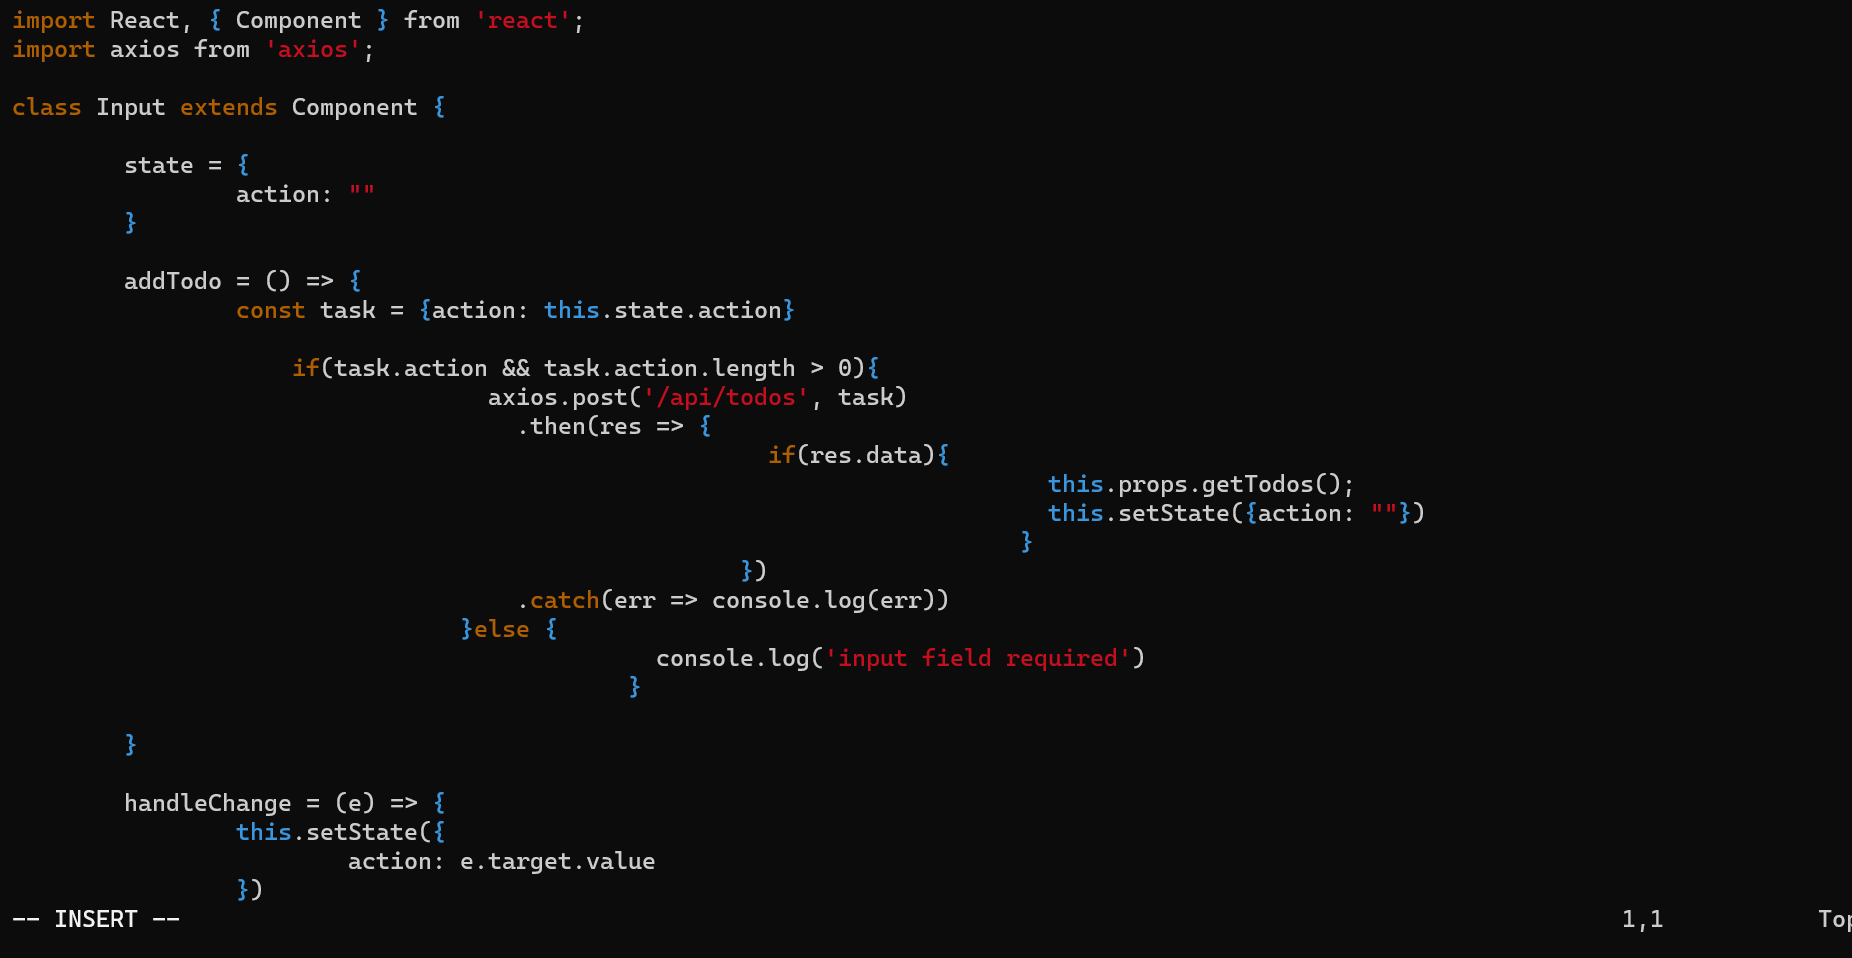 import React, { Component } from 'react';
import axios from 'axios';
class Input extends Component {
state = {
action: ""
}
addTodo = () => {
const task = {action: this.state.action}
if(task.action && task.action.length > 0){
axios.post('/api/todos', task)
.then(res => {
if(res.data){
this.props.getTodos();
this.setState({action: ""})
}
})
.catch(err => console.log(err))
}else {
console.log('input field required')
}
}
handleChange = (e) => {
this.setState({
action: e.target.value
})
-- INSERT -- 1,1 Top